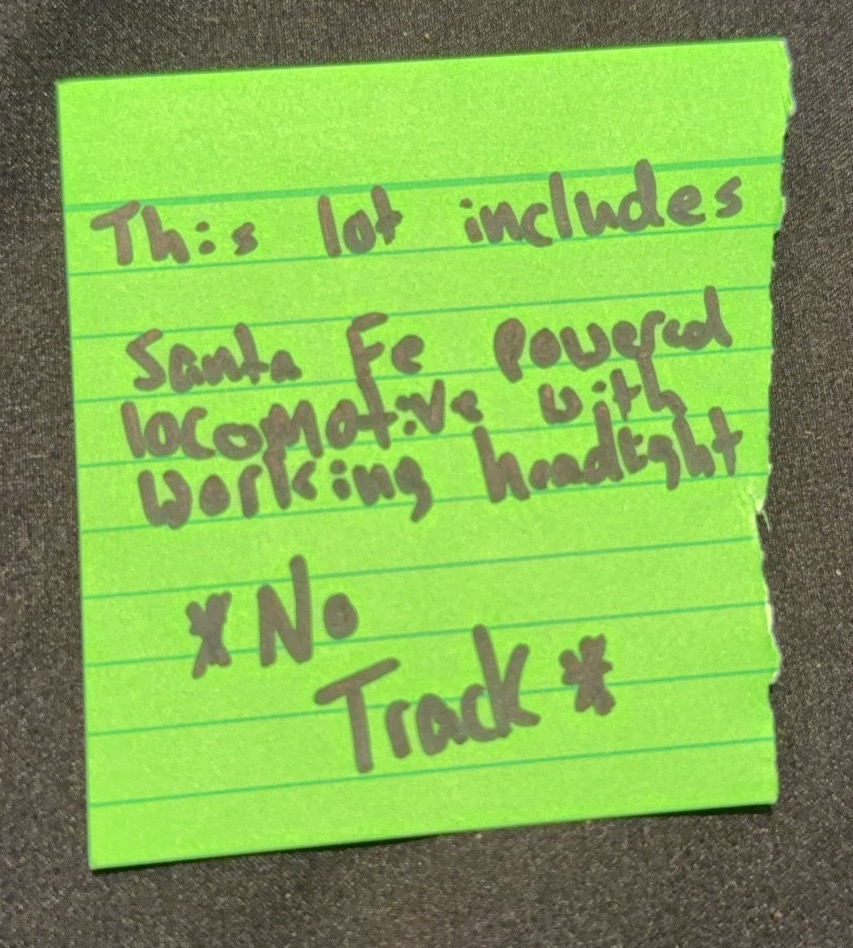 This lot includes
Santa Fe Powered
locomotive with
working headlight
*No
Track*